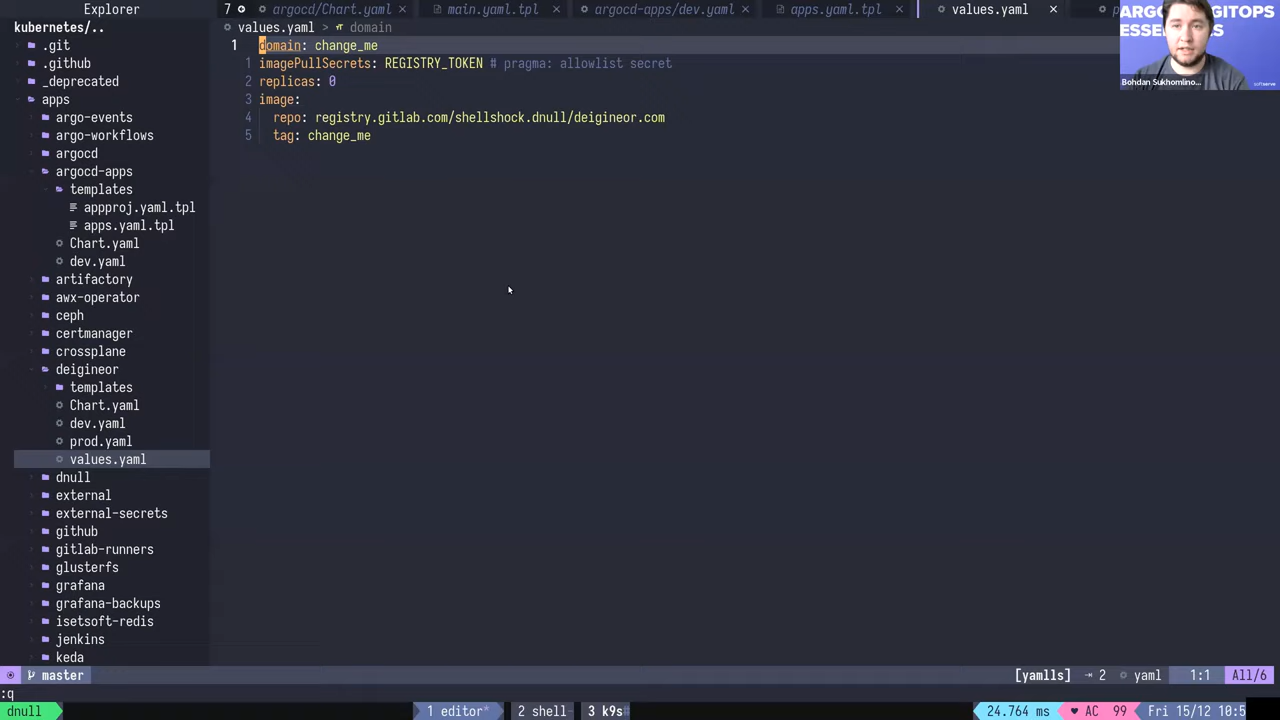 Explorer
7 argocd/Chart.yaml × main.yaml.tpl × argocd-apps/dev.yaml × apps.yaml.tpl × values.yaml ×
kubernetes/..
values.yaml > domain
.git
.github
_deprecated
apps
argo-events
argo-workflows
argocd
argocd-apps
templates
appproj.yaml.tpl
apps.yaml.tpl
Chart.yaml
dev.yaml
artifactory
awx-operator
ceph
certmanager
crossplane
deigineor
templates
Chart.yaml
dev.yaml
prod.yaml
values.yaml
dnull
external
external-secrets
github
gitlab-runners
glusterfs
grafana
grafana-backups
isetsoft-redis
jenkins
keda
1 domain: change_me
1 imagePullSecrets: REGISTRY_TOKEN # pragma: allowlist secret
2 replicas: 0
3 image:
4 repo: registry.gitlab.com/shellshock.dnull/deigineor.com
5 tag: change_me
Bohdan Sukhomlino...
softserve
master
[yamlls] ⇥ 2 yaml 1:1 All/6
:q
dnull
1 editor* 2 shell- 3 k9s#
24.764 ms ♥ AC 99 Fri 15/12 10:5